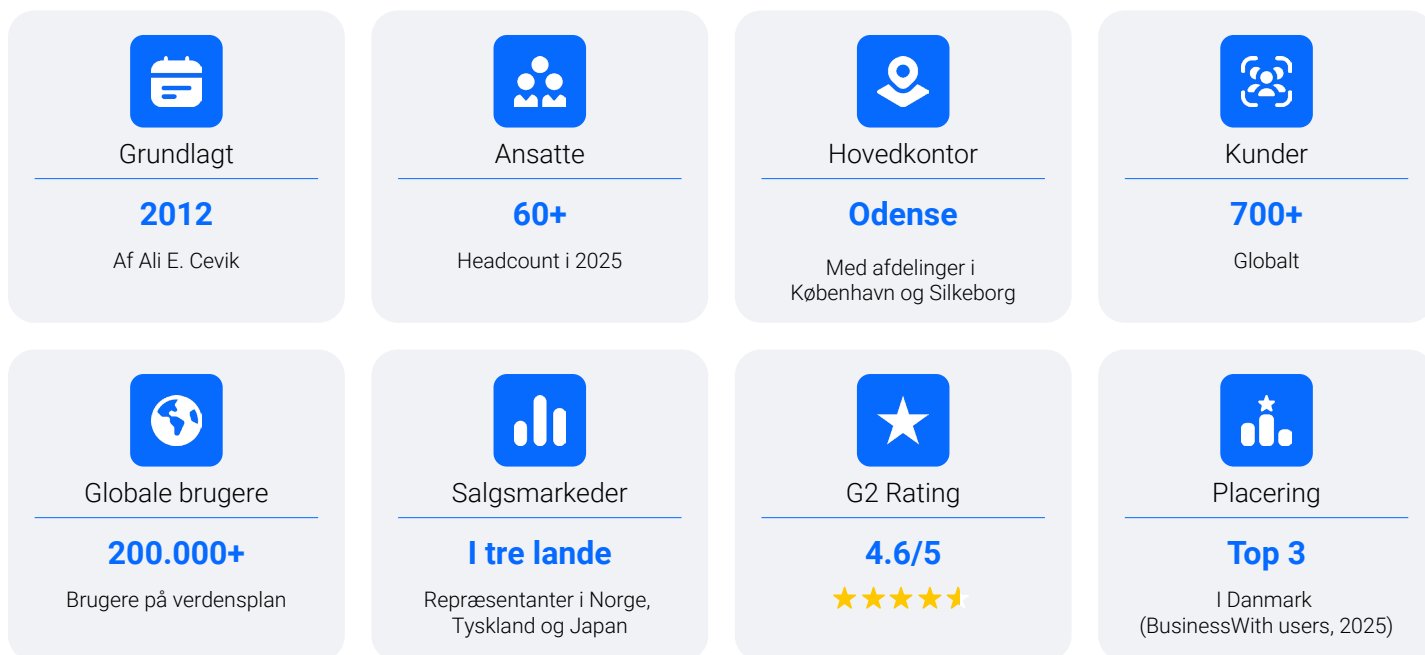 Grundlagt
2012
Af Ali E. Cevik
Ansatte
60+
Headcount i 2025
Hovedkontor
Odense
Med afdelinger i
København og Silkeborg
Kunder
700+
Globalt
Globale brugere
200.000+
Brugere på verdensplan
Salgsmarkeder
I tre lande
Repræsentanter i Norge,
Tyskland og Japan
G2 Rating
4.6/5
Placering
Top 3
I Danmark
(BusinessWith users, 2025)